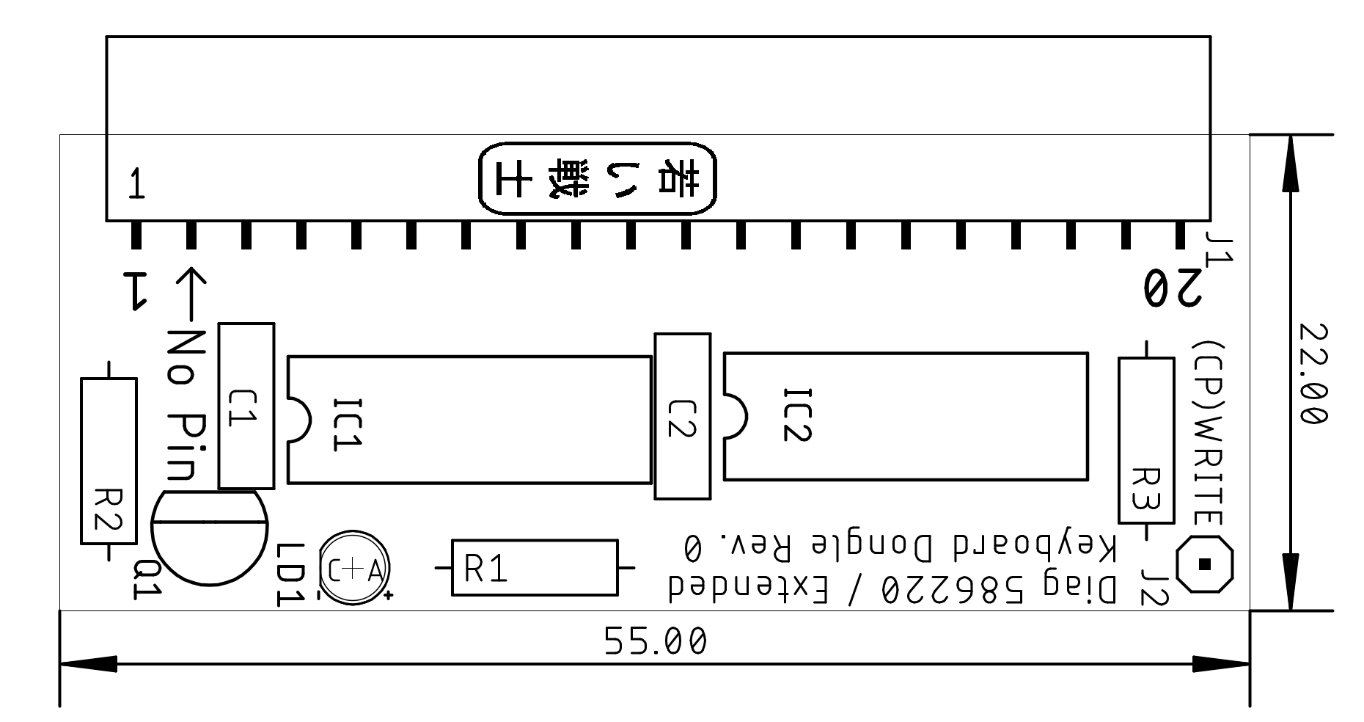 1
若い戦士
J1
1
20
No Pin
C1
IC1
C2
IC2
R2
R3
(CP)WRITE
22.00
Q1
LD1
C A
- +
R1
Diag 586220 / Extended
Keyboard Dongle Rev. 0
J2
55.00